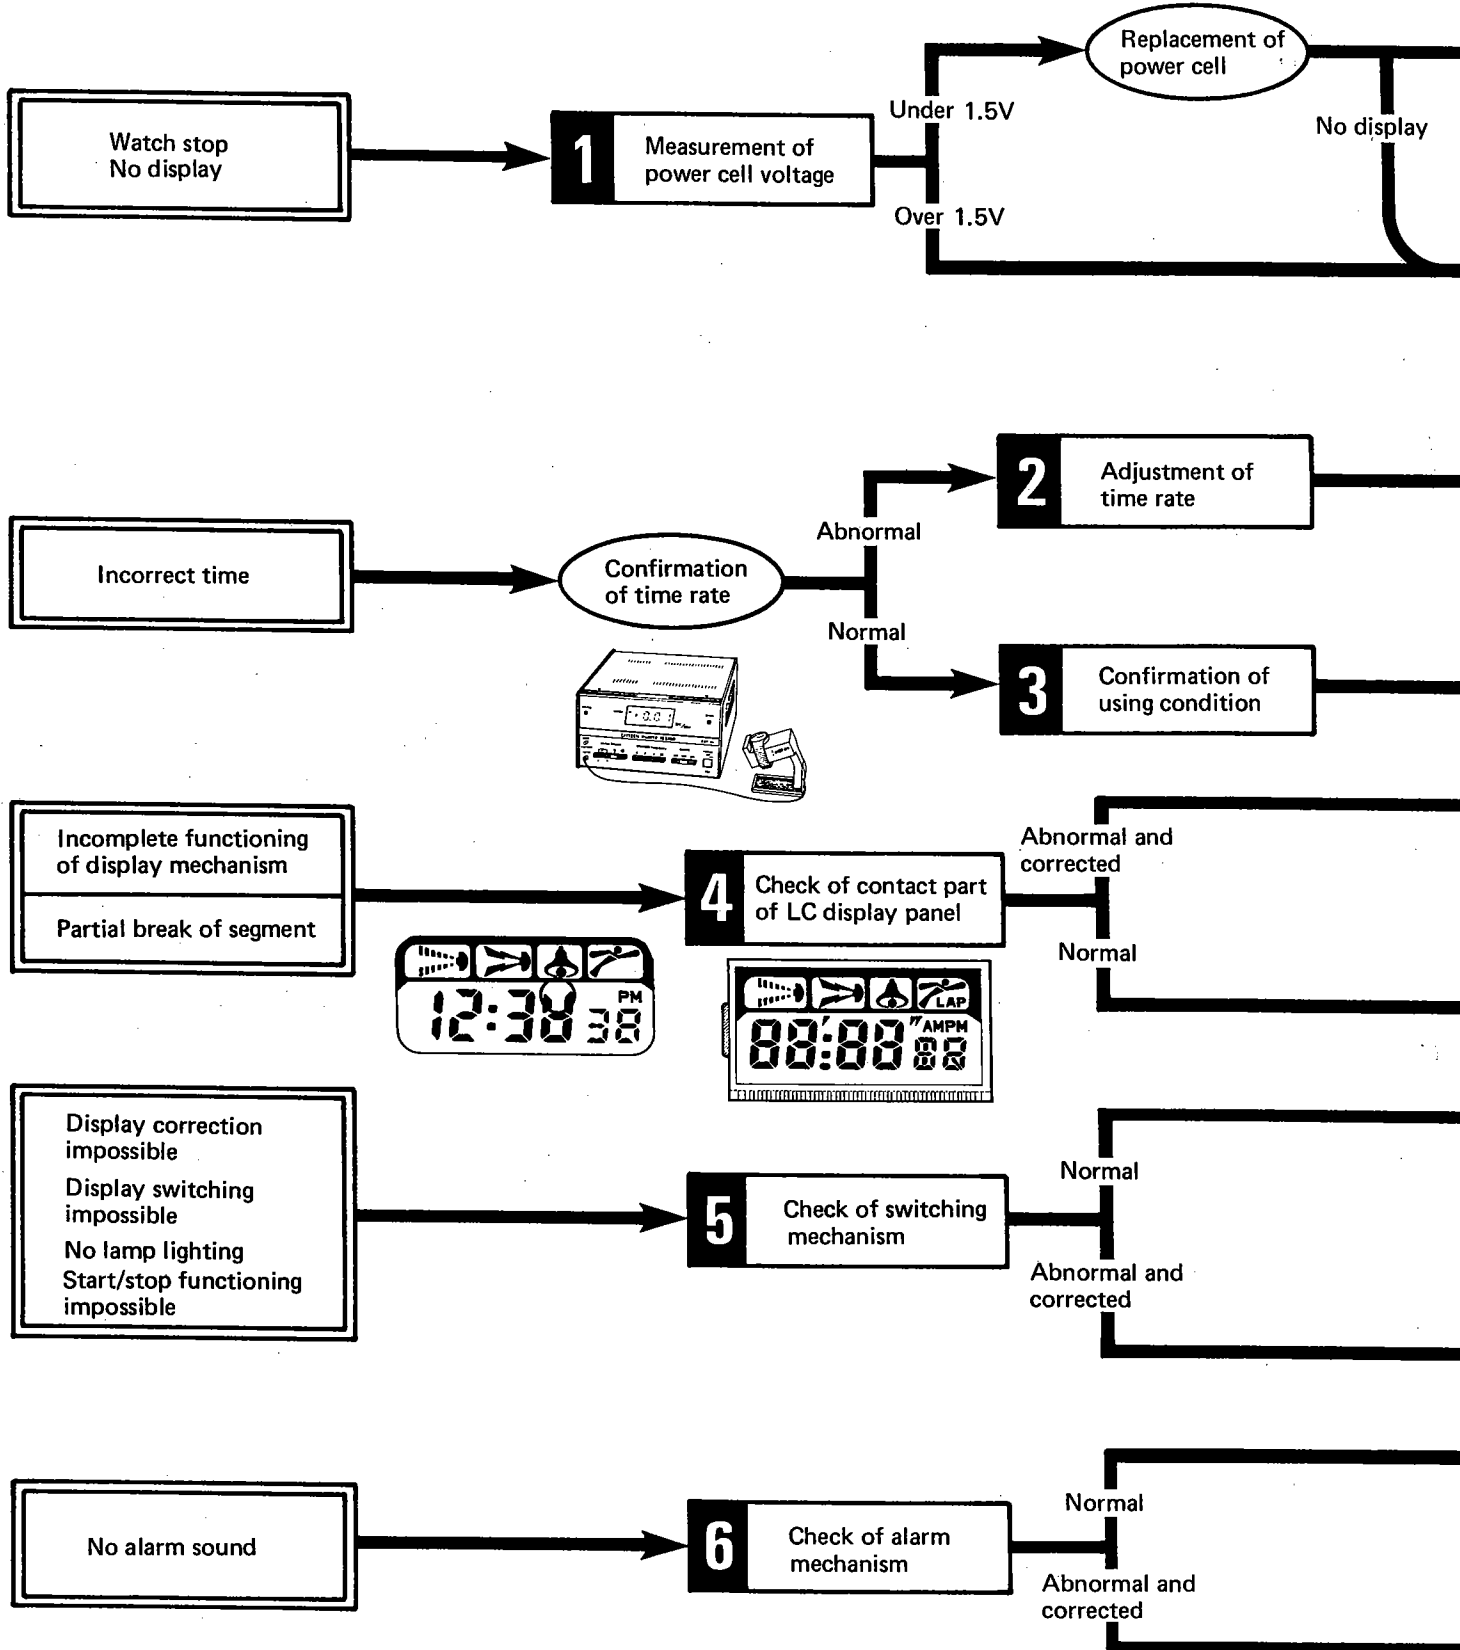 Watch stop
No display
1
Measurement of
power cell voltage
Under 1.5V
Over 1.5V
Replacement of
power cell
No display
Incorrect time
Confirmation
of time rate
Abnormal
Normal
2
Adjustment of
time rate
3
Confirmation of
using condition
Incomplete functioning
of display mechanism
Partial break of segment
4
Check of contact part
of LC display panel
Abnormal and
corrected
Normal
PM
12:38 38
LAP
AMPM
88:88 88
Display correction
impossible
Display switching
impossible
No lamp lighting
Start/stop functioning
impossible
5
Check of switching
mechanism
Normal
Abnormal and
corrected
No alarm sound
6
Check of alarm
mechanism
Normal
Abnormal and
corrected